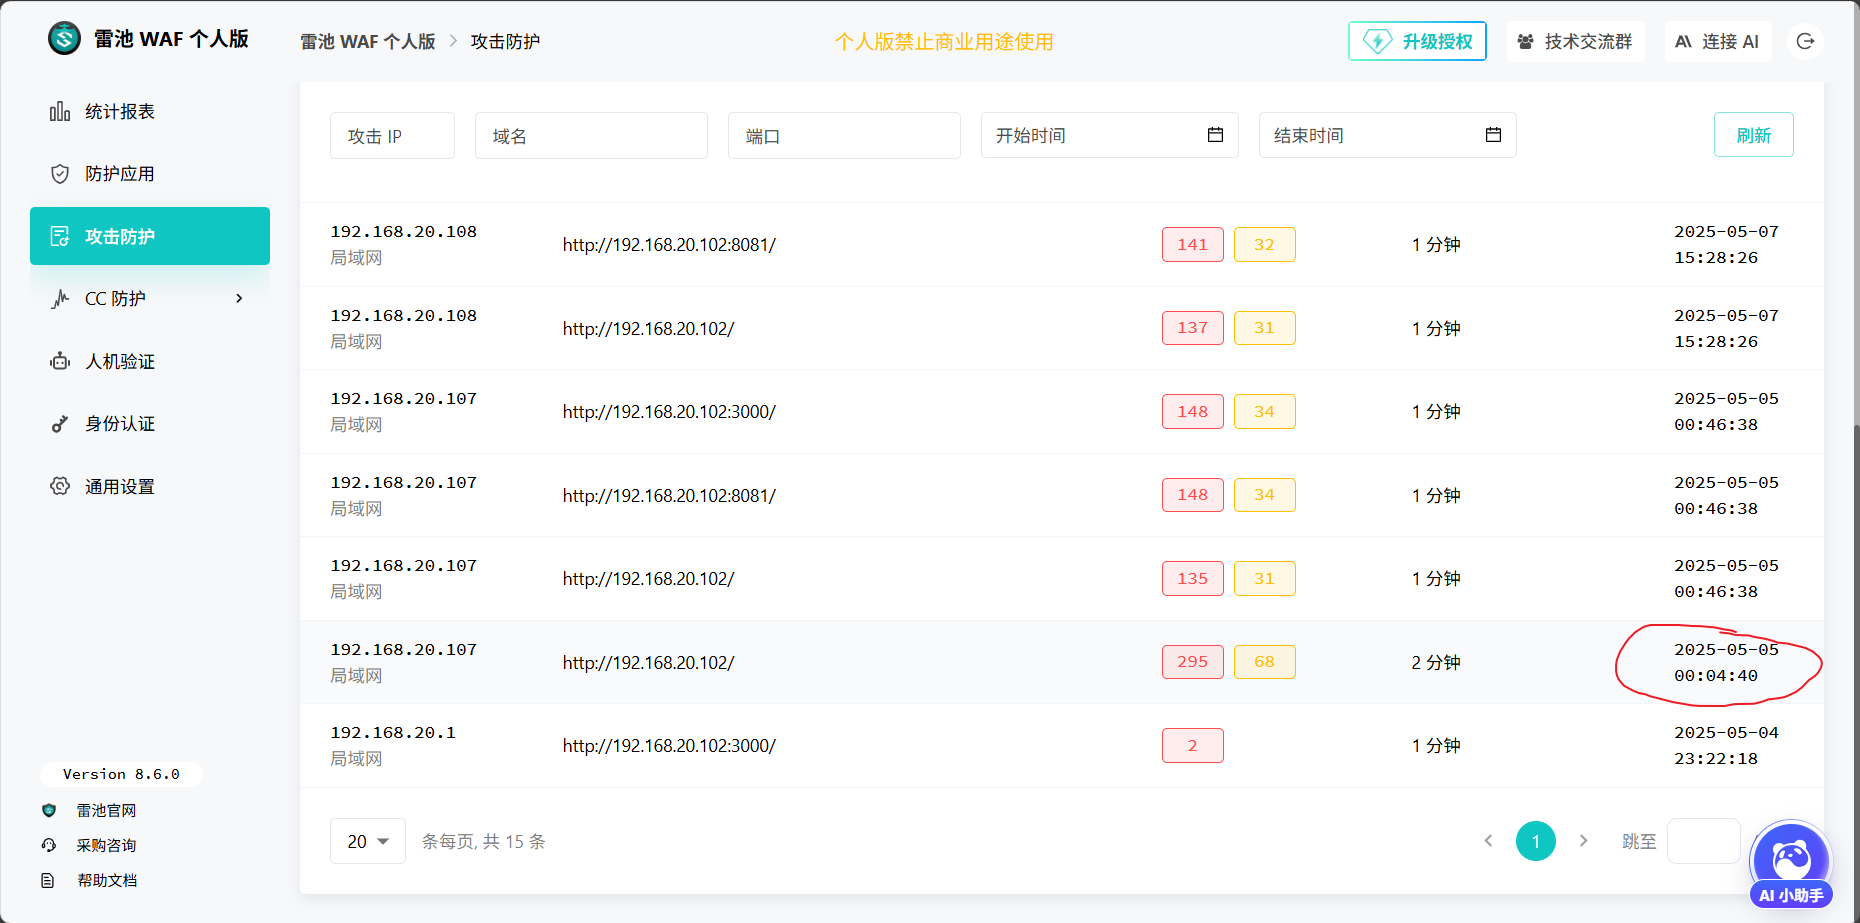 雷池 WAF 个人版
雷池 WAF 个人版 > 攻击防护
个人版禁止商业用途使用
升级授权
技术交流群
连接 AI
统计报表
防护应用
攻击防护
CC 防护
人机验证
身份认证
通用设置
Version 8.6.0
雷池官网
采购咨询
帮助文档
攻击 IP
域名
端口
开始时间
结束时间
刷新
192.168.20.108
局域网
http://192.168.20.102:8081/
141
32
1 分钟
2025-05-07
15:28:26
192.168.20.108
局域网
http://192.168.20.102/
137
31
1 分钟
2025-05-07
15:28:26
192.168.20.107
局域网
http://192.168.20.102:3000/
148
34
1 分钟
2025-05-05
00:46:38
192.168.20.107
局域网
http://192.168.20.102:8081/
148
34
1 分钟
2025-05-05
00:46:38
192.168.20.107
局域网
http://192.168.20.102/
135
31
1 分钟
2025-05-05
00:46:38
192.168.20.107
局域网
http://192.168.20.102/
295
68
2 分钟
2025-05-05
00:04:40
192.168.20.1
局域网
http://192.168.20.102:3000/
2
1 分钟
2025-05-04
23:22:18
20
条每页, 共 15 条
1
跳至
AI 小助手